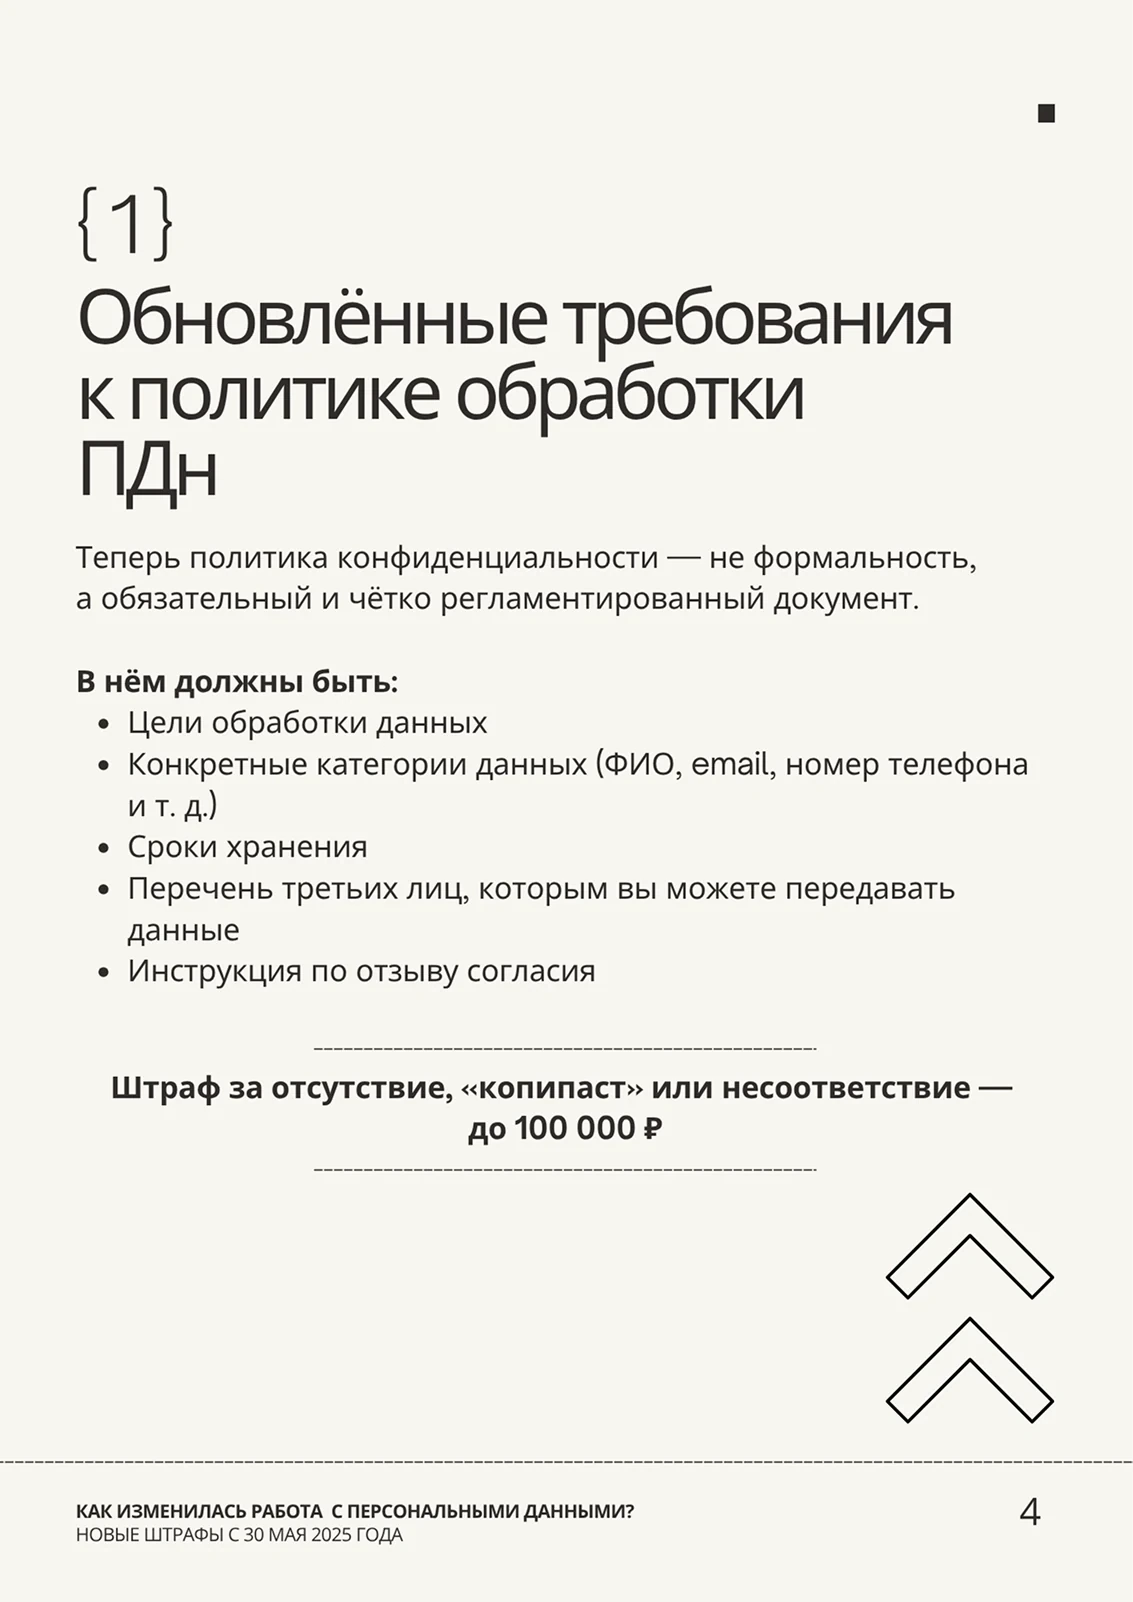 {1}
Обновлённые требования
к политике обработки
ПДн
Теперь политика конфиденциальности — не формальность,
а обязательный и чётко регламентированный документ.
В нём должны быть:
• Цели обработки данных
• Конкретные категории данных (ФИО, email, номер телефона
и т. д.)
• Сроки хранения
• Перечень третьих лиц, которым вы можете передавать
данные
• Инструкция по отзыву согласия
Штраф за отсутствие, «копипаст» или несоответствие —
до 100 000 ₽
КАК ИЗМЕНИЛАСЬ РАБОТА С ПЕРСОНАЛЬНЫМИ ДАННЫМИ?
НОВЫЕ ШТРАФЫ С 30 МАЯ 2025 ГОДА
4